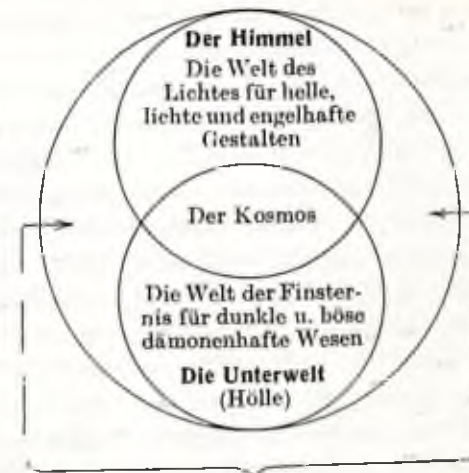 Der Himmel
Die Welt des
Lichtes für helle,
lichte und engelhafte
Gestalten
Der Kosmos
Die Welt der Finster-
nis für dunkle u. böse
dämonenhafte Wesen
Die Unterwelt
(Hölle)